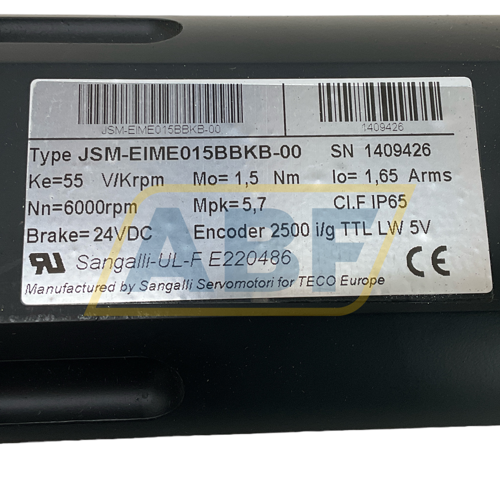 JSM-EIME015BBKB-00 1409426
Type JSM-EIME015BBKB-00 SN 1409426
Ke=55 V/Krpm Mo= 1,5 Nm Io= 1,65 Arms
Nn=6000rpm Mpk= 5,7 Cl.F IP65
Brake= 24VDC Encoder 2500 i/g TTL LW 5V
Sangalli-UL-F E220486 CE
Manufactured by Sangalli Servomotori for TECO Europe
ABF